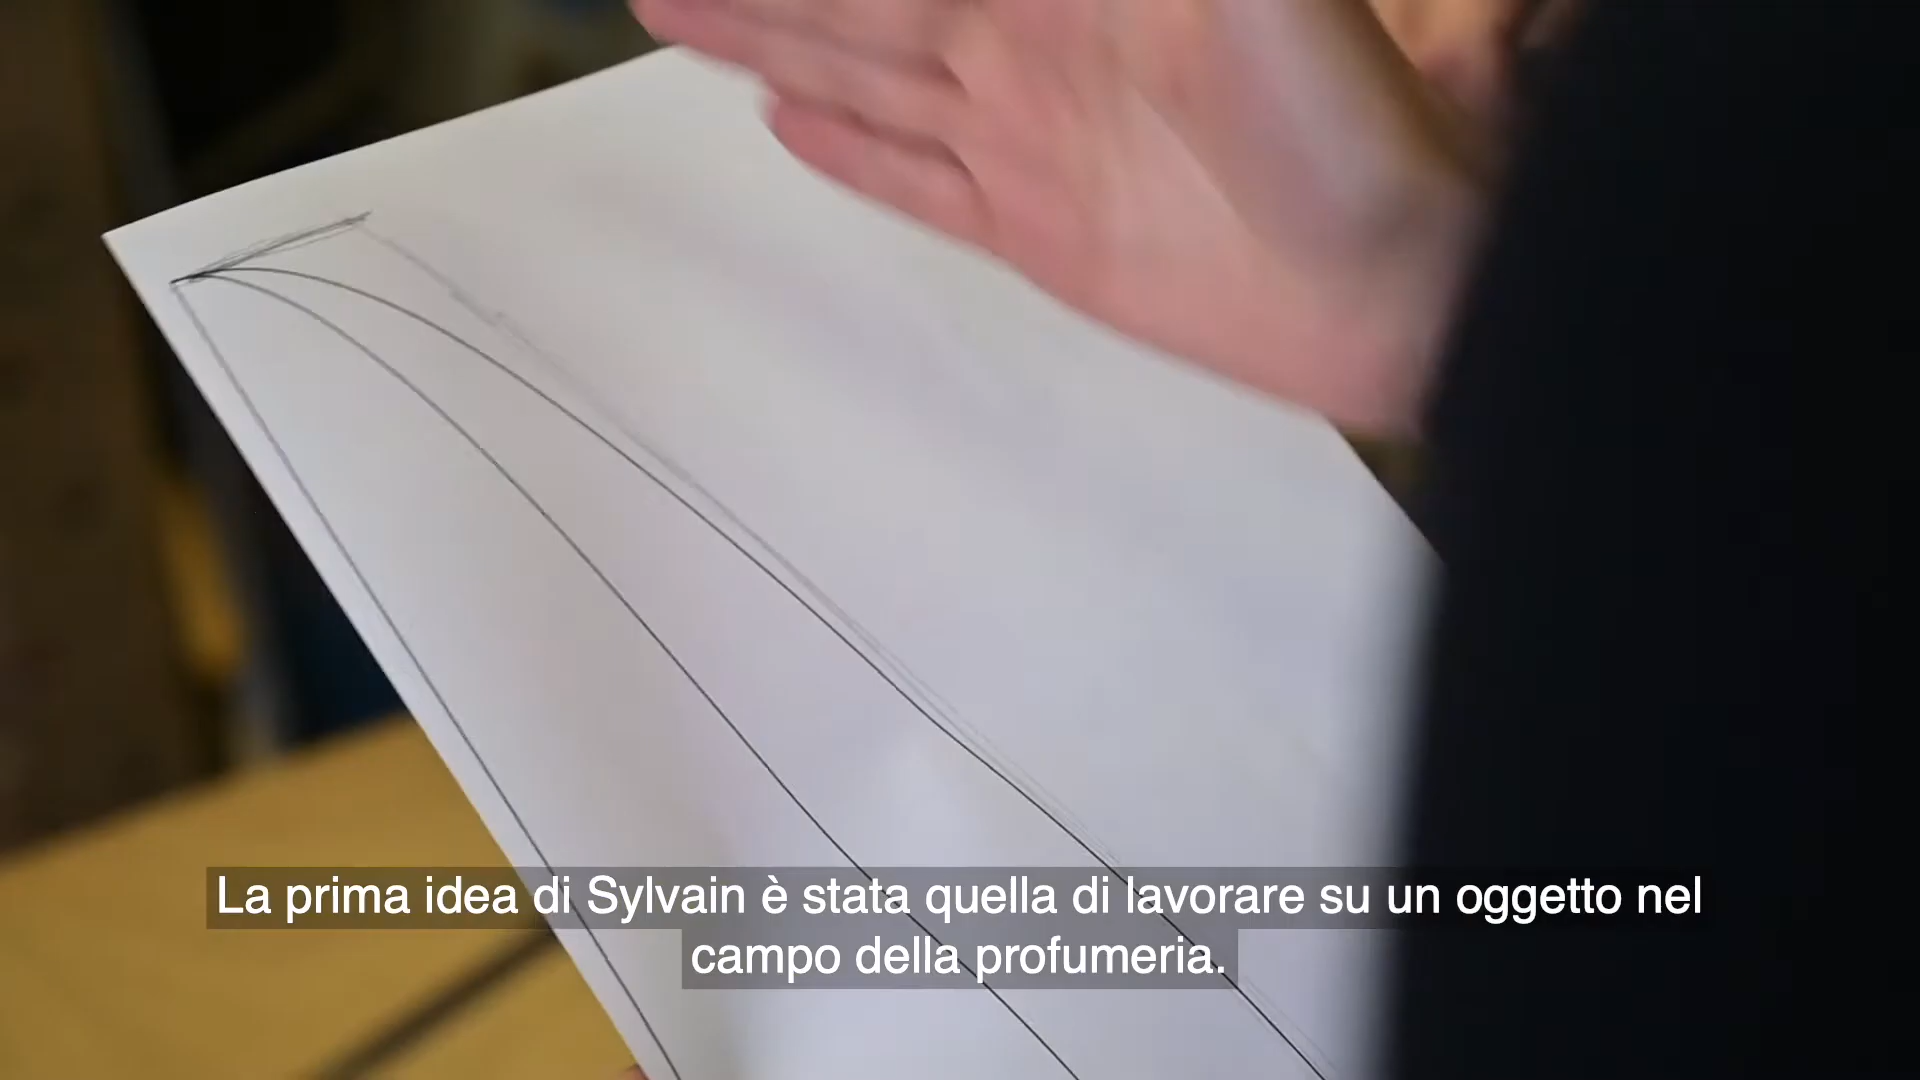 La prima idea di Sylvain è stata quella di lavorare su un oggetto nel
campo della profumeria.